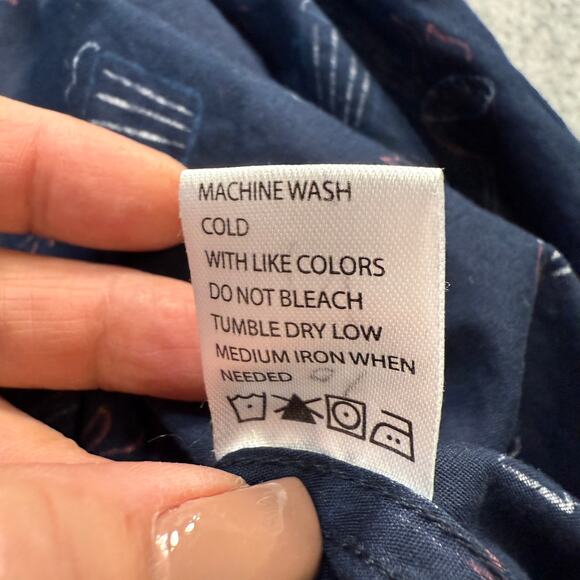 MACHINE WASH
COLD
WITH LIKE COLORS
DO NOT BLEACH
TUMBLE DRY LOW
MEDIUM IRON WHEN
NEEDED